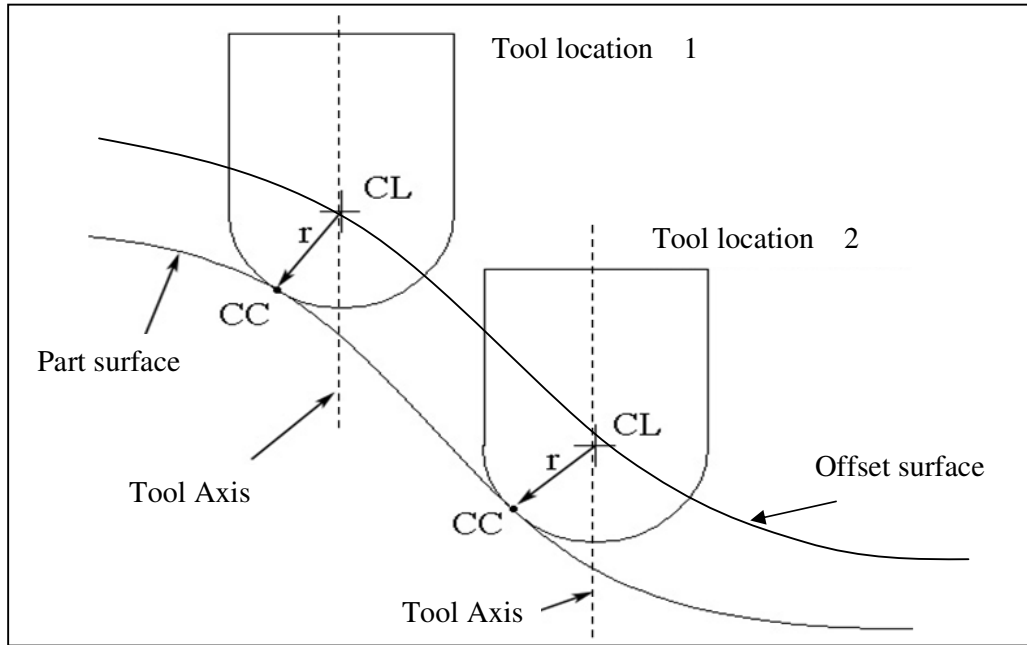 Tool location 1
CL
r
Tool location 2
CC
Part surface
CL
r
Offset surface
Tool Axis
CC
Tool Axis